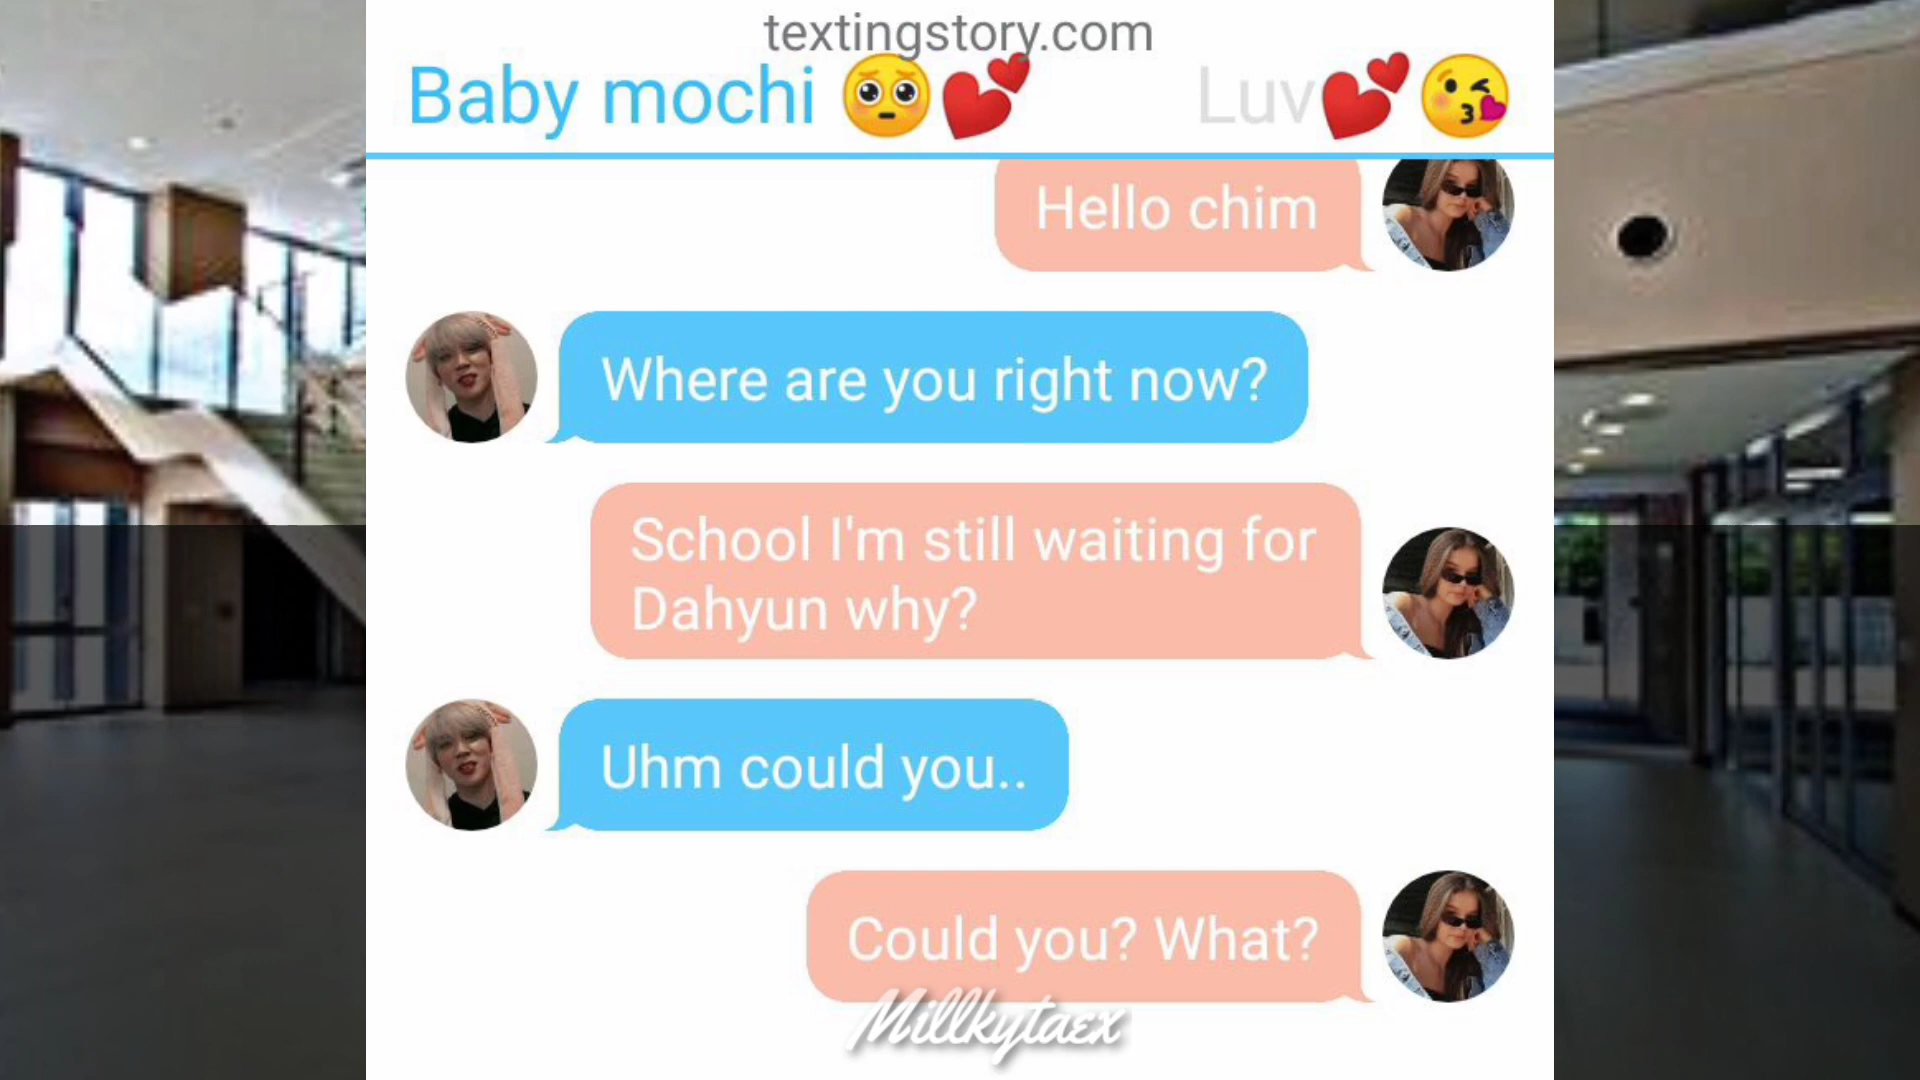 textingstory.com
Baby mochi 🥺💕 Luv💕😘
Hello chim
Where are you right now?
School I'm still waiting for
Dahyun why?
Uhm could you..
Could you? What?
Millkytaex